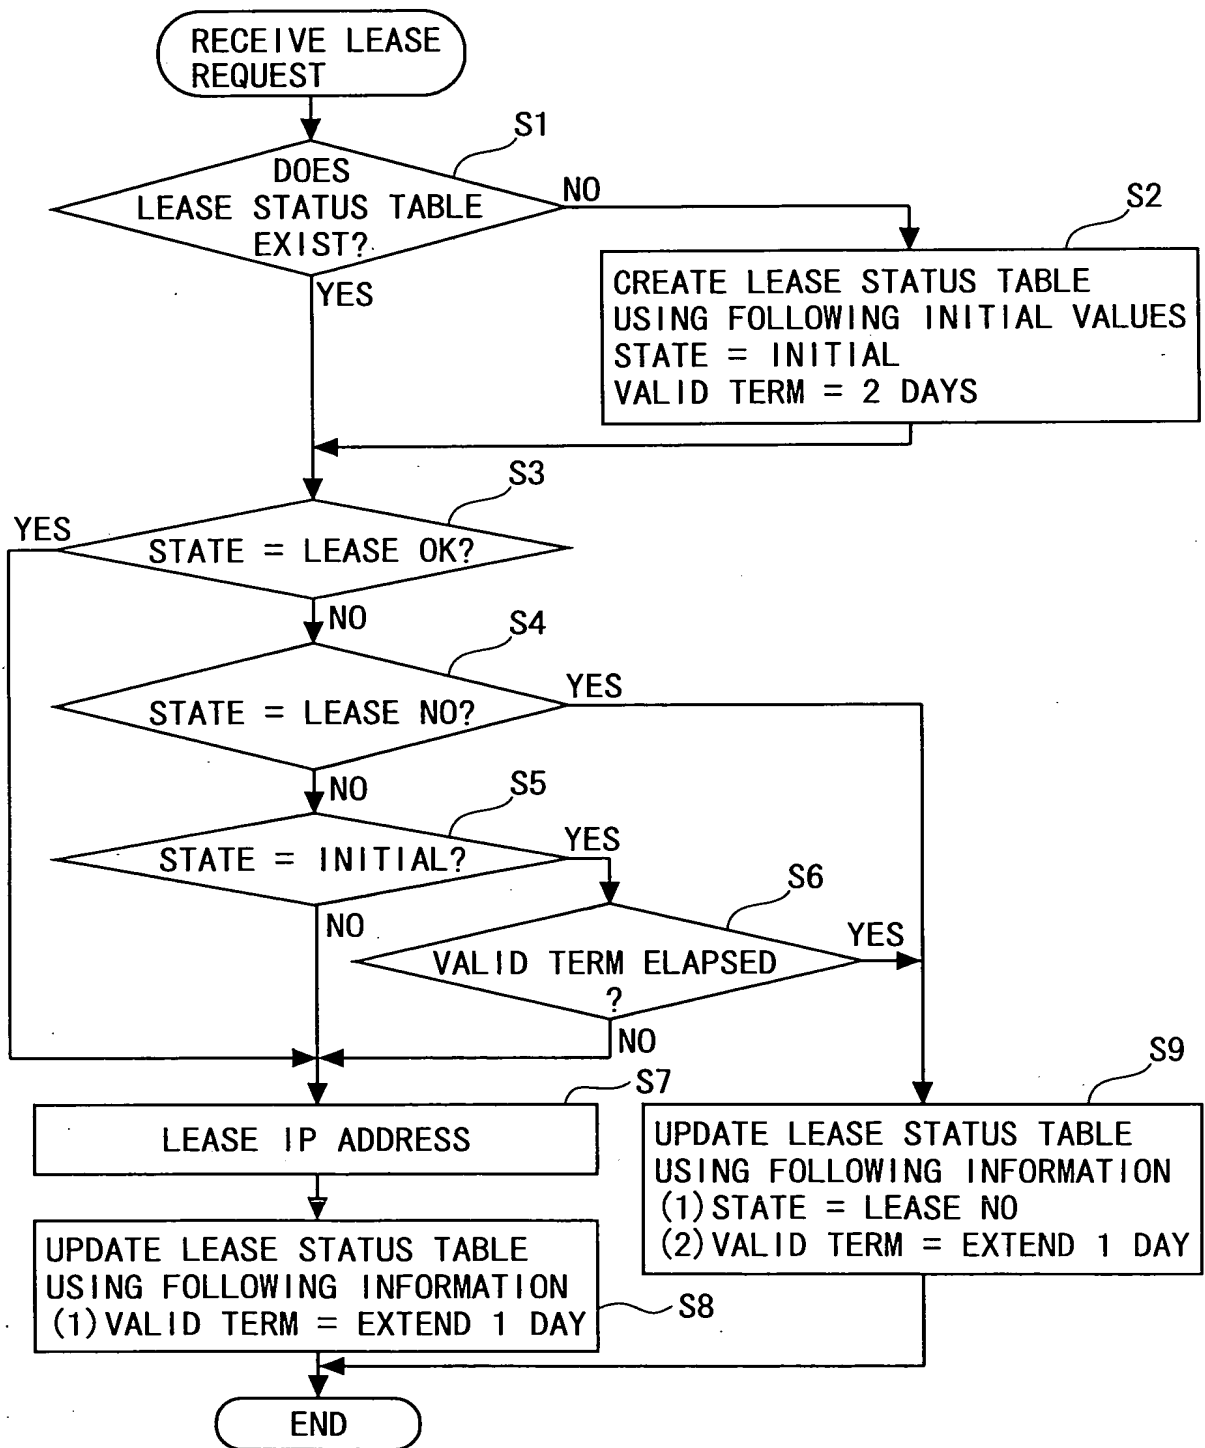 RECEIVE LEASE
REQUEST
S1
DOES
LEASE STATUS TABLE
EXIST?
NO
YES
S2
CREATE LEASE STATUS TABLE
USING FOLLOWING INITIAL VALUES
STATE = INITIAL
VALID TERM = 2 DAYS
S3
YES
STATE = LEASE OK?
NO
S4
STATE = LEASE NO?
YES
NO
S5
STATE = INITIAL?
YES
NO
S6
VALID TERM ELAPSED
?
YES
NO
S7
LEASE IP ADDRESS
S9
UPDATE LEASE STATUS TABLE
USING FOLLOWING INFORMATION
(1) STATE = LEASE NO
(2) VALID TERM = EXTEND 1 DAY
UPDATE LEASE STATUS TABLE
USING FOLLOWING INFORMATION
(1) VALID TERM = EXTEND 1 DAY
S8
END